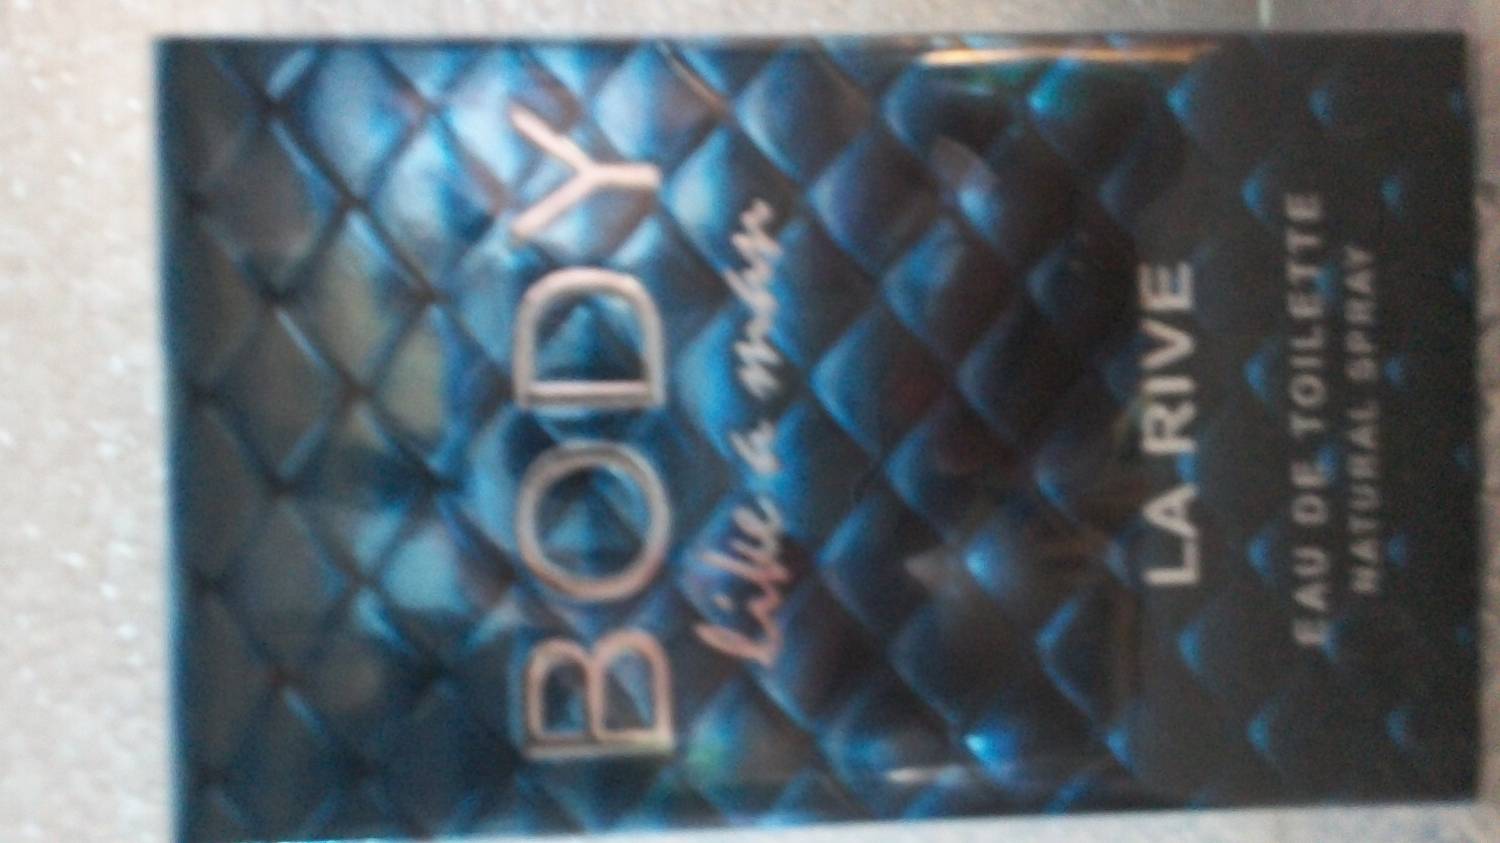 BODY
like a man
LA RIVE
EAU DE TOILETTE
NATURAL SPRAY